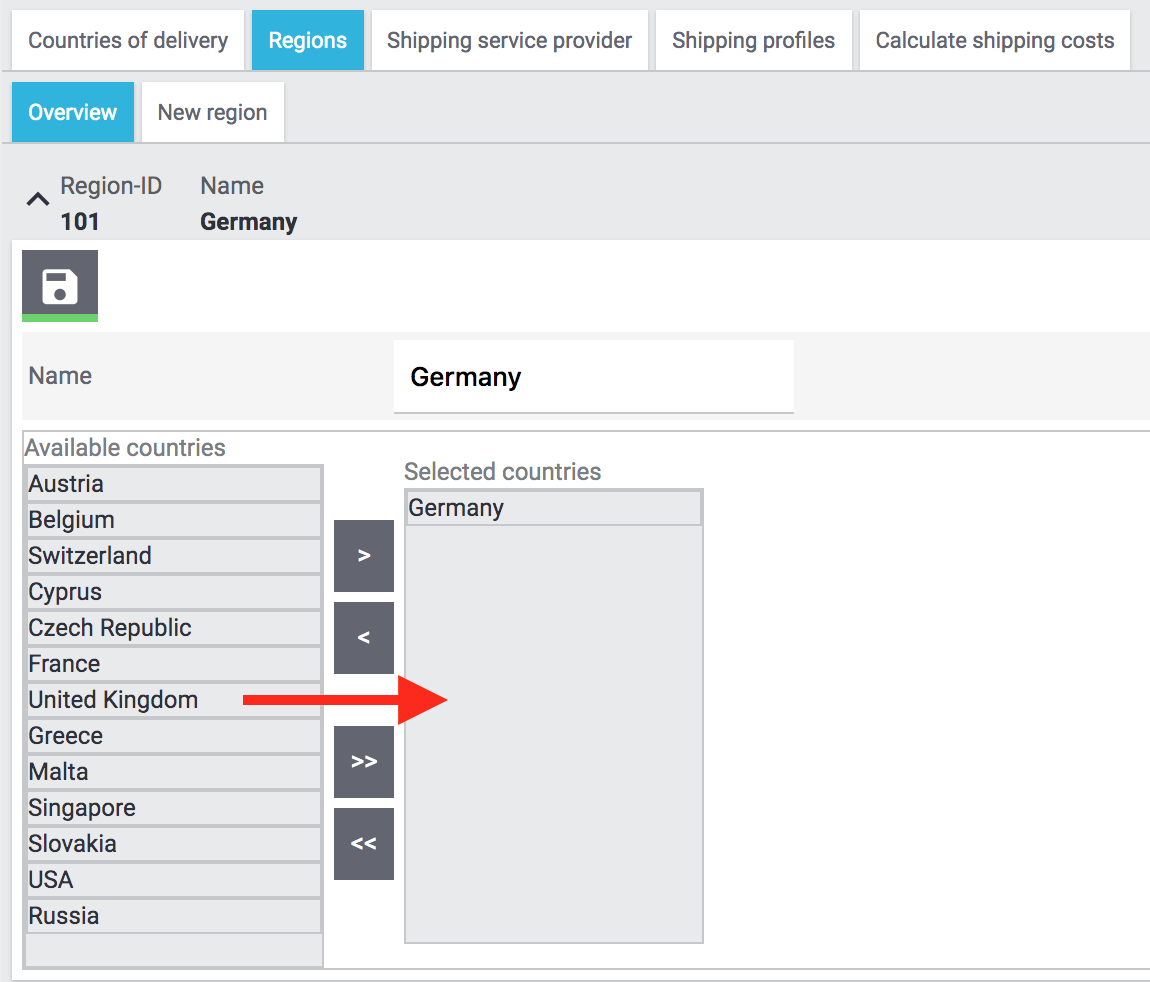 Countries of delivery Regions Shipping service provider Shipping profiles Calculate shipping costs
Overview New region
Region-ID Name
101 Germany
Name Germany
Available countries
Austria
Belgium
Switzerland
Cyprus
Czech Republic
France
United Kingdom
Greece
Malta
Singapore
Slovakia
USA
Russia
>
<
>>
<<
Selected countries
Germany